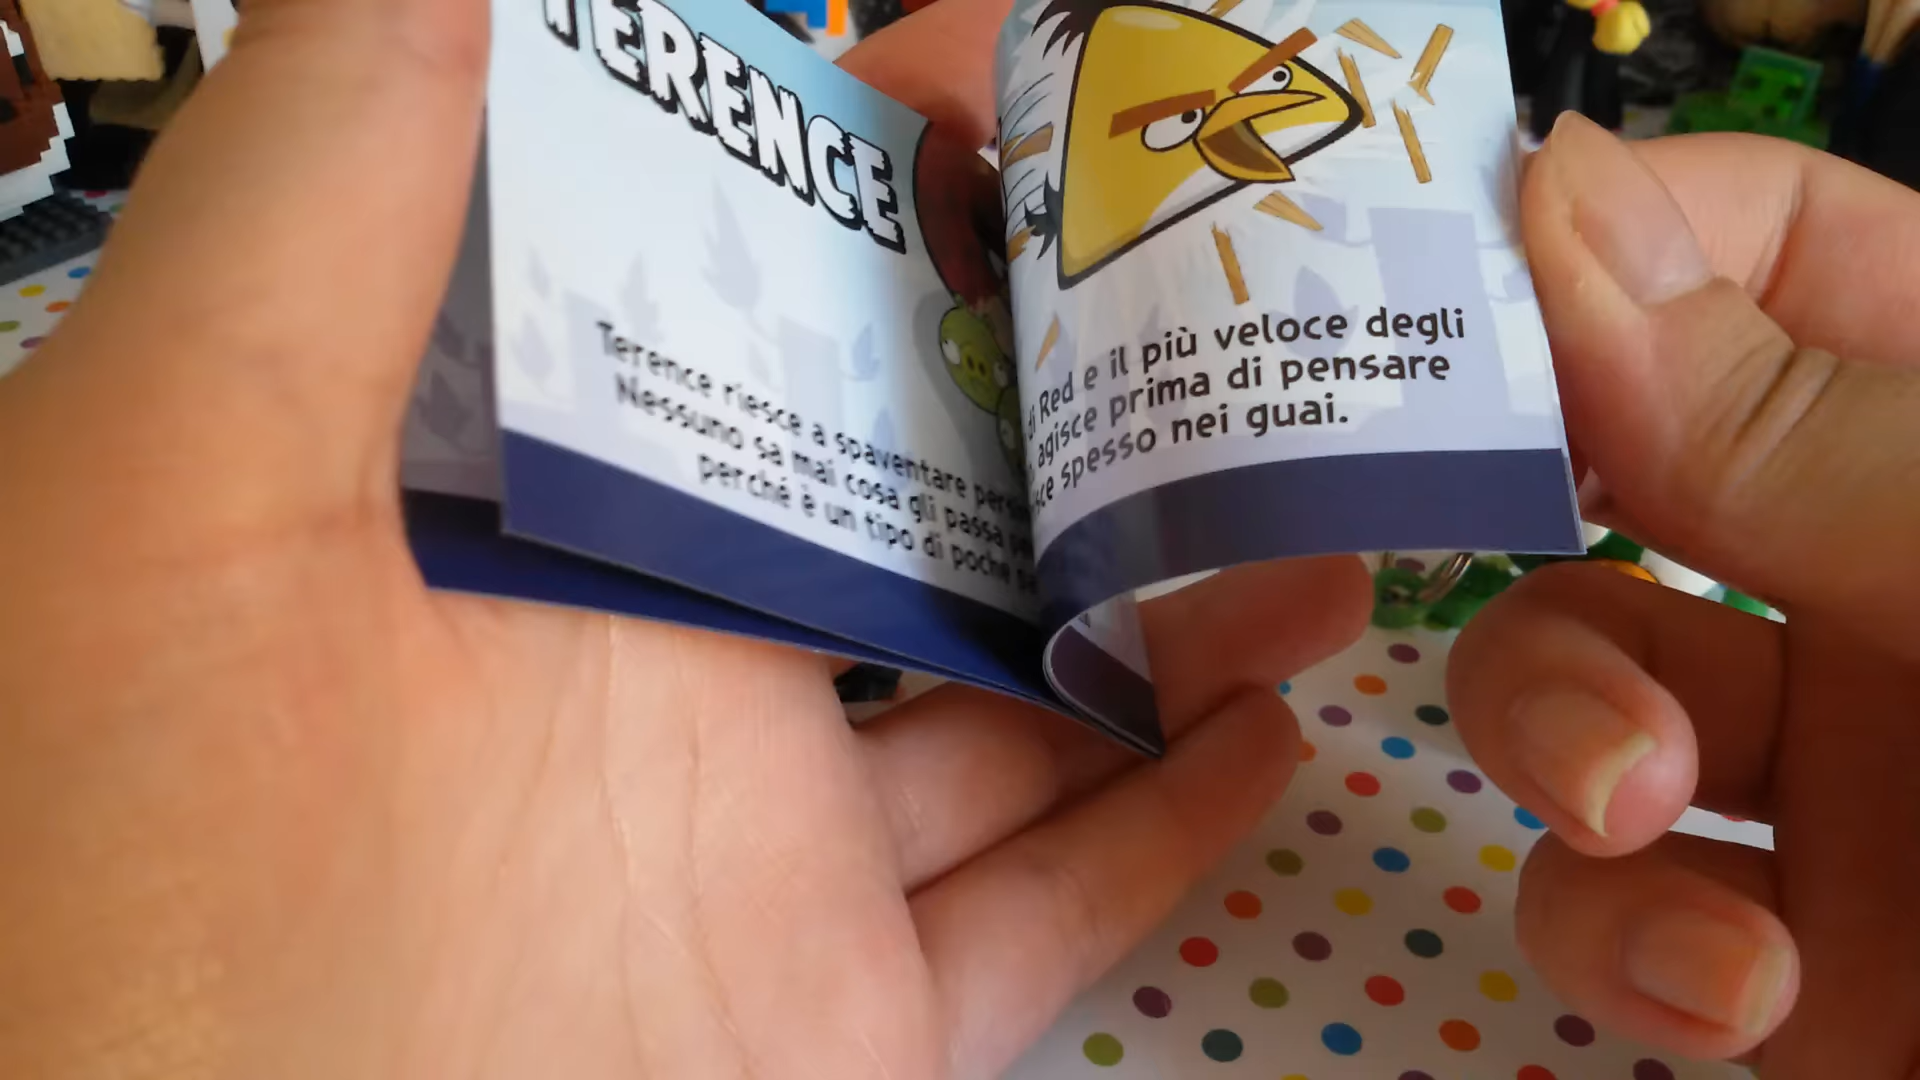 TERENCE
Terence riesce a spaventare
Nessuno sa mai cosa gli passa
perché è un tipo di poche
di Red e il più veloce degli
agisce prima di pensare
spesso nei guai.